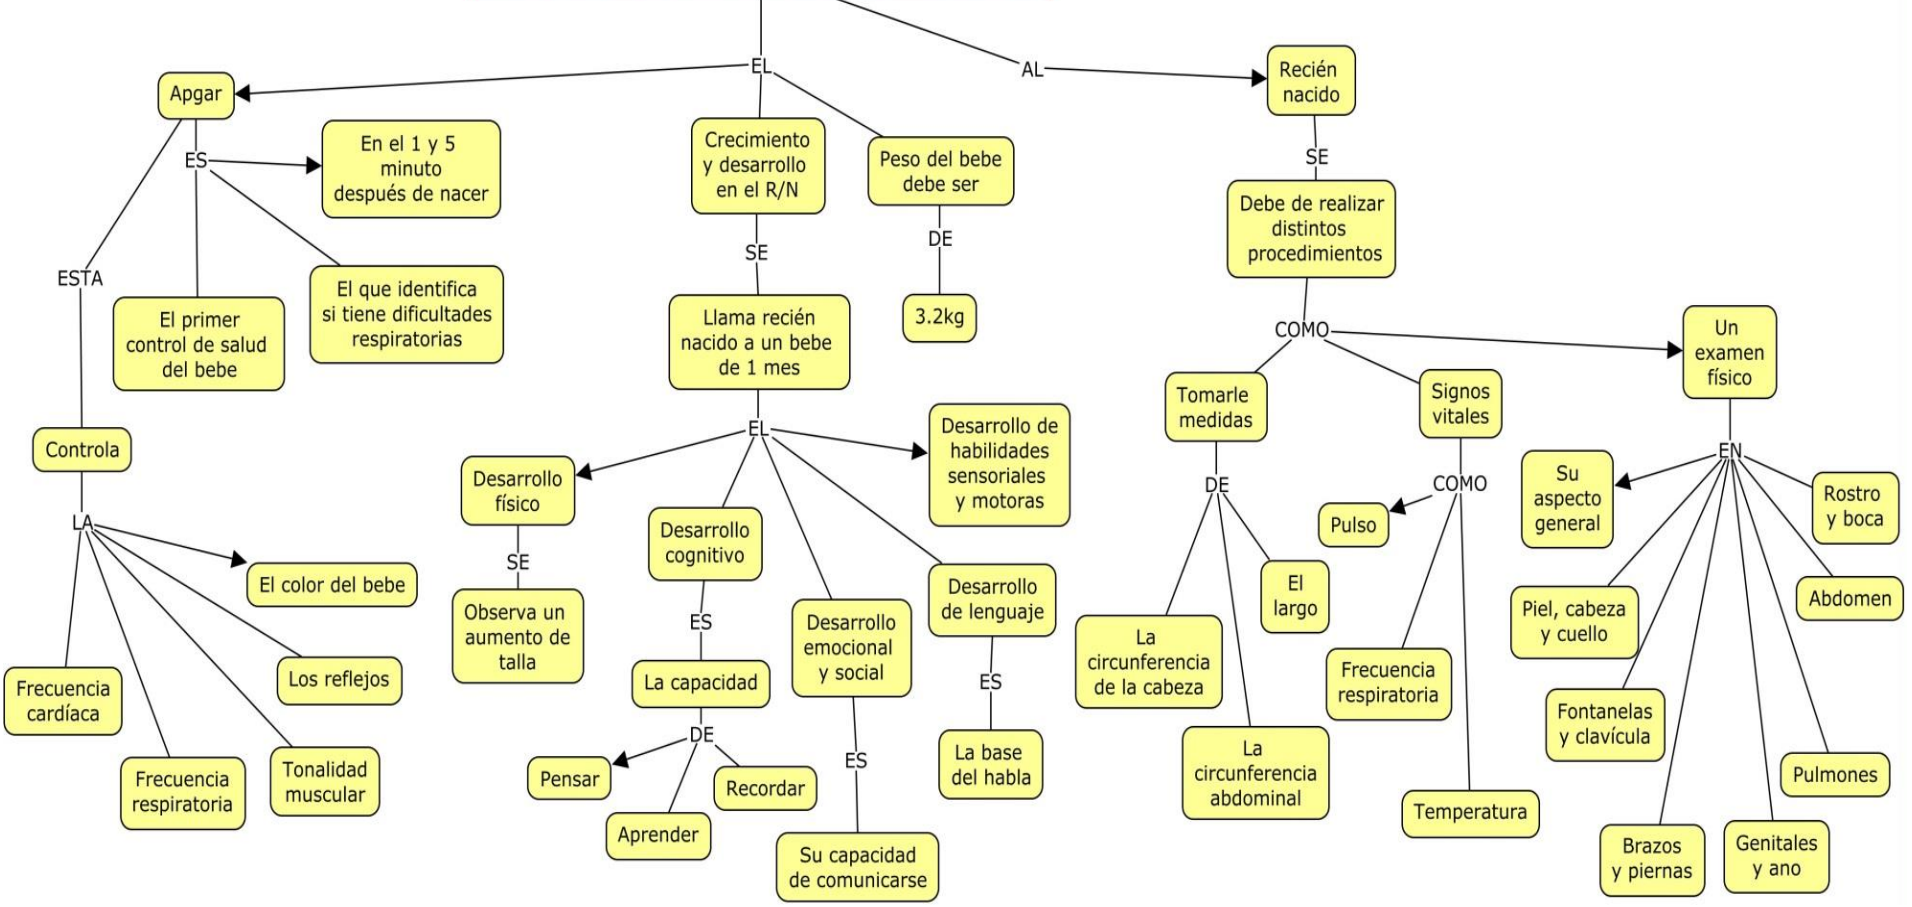 EL
AL
Apgar
Recién
nacido
ES
En el 1 y 5
minuto
después de nacer
Crecimiento
y desarrollo
en el R/N
Peso del bebe
debe ser
SE
Debe de realizar
distintos
procedimientos
ESTA
El primer
control de salud
del bebe
El que identifica
si tiene dificultades
respiratorias
SE
DE
Llama recién
nacido a un bebe
de 1 mes
3.2kg
COMO
Un
examen
físico
Tomarle
medidas
Signos
vitales
Controla
LA
El color del bebe
Los reflejos
Frecuencia
cardíaca
Frecuencia
respiratoria
Tonalidad
muscular
EL
Desarrollo
físico
SE
Observa un
aumento de
talla
Desarrollo
cognitivo
ES
La capacidad
DE
Pensar
Aprender
Recordar
Desarrollo
emocional
y social
ES
Su capacidad
de comunicarse
Desarrollo
de lenguaje
ES
La base
del habla
Desarrollo de
habilidades
sensoriales
y motoras
DE
La
circunferencia
de la cabeza
La
circunferencia
abdominal
El
largo
COMO
Pulso
Frecuencia
respiratoria
Temperatura
EN
Su
aspecto
general
Piel, cabeza
y cuello
Fontanelas
y clavícula
Brazos
y piernas
Genitales
y ano
Pulmones
Abdomen
Rostro
y boca